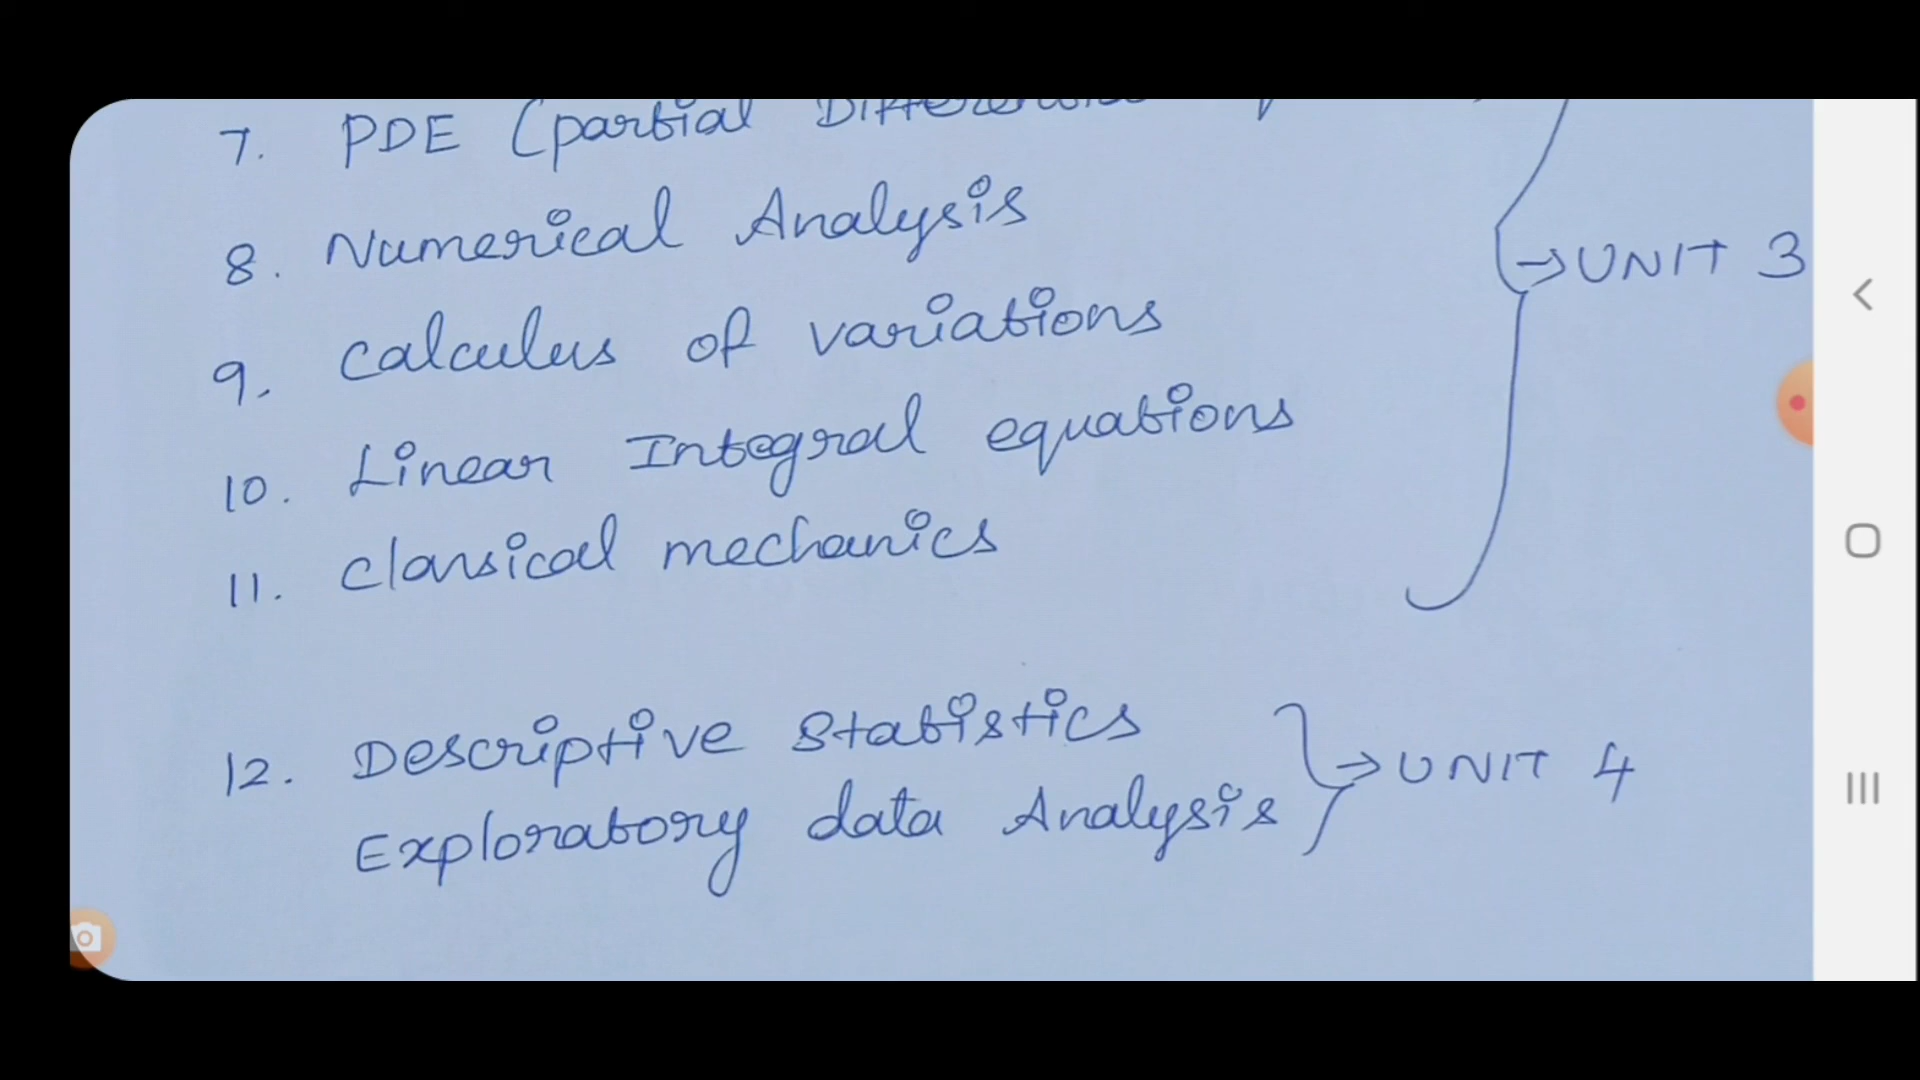 7. PDE (partial Differential
8. Numerical Analysis
9. calculus of variations
→ UNIT 3
10. Linear Integral equations
11. classical mechanics
12. Descriptive statistics
→ UNIT 4
Exploratory data Analysis